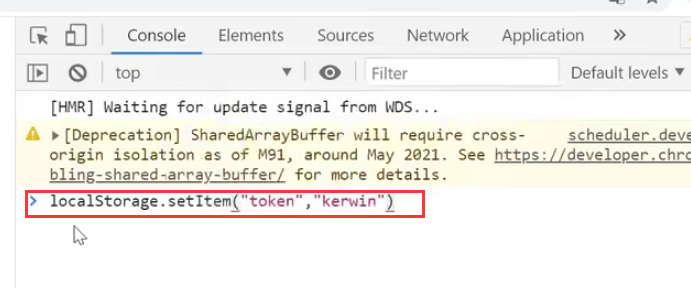 Console Elements Sources Network Application »
top Filter Default levels ▾
[HMR] Waiting for update signal from WDS...
[Deprecation] SharedArrayBuffer will require cross- scheduler.deve
origin isolation as of M91, around May 2021. See https://developer.chro
bling-shared-array-buffer/ for more details.
> localStorage.setItem("token","kerwin")